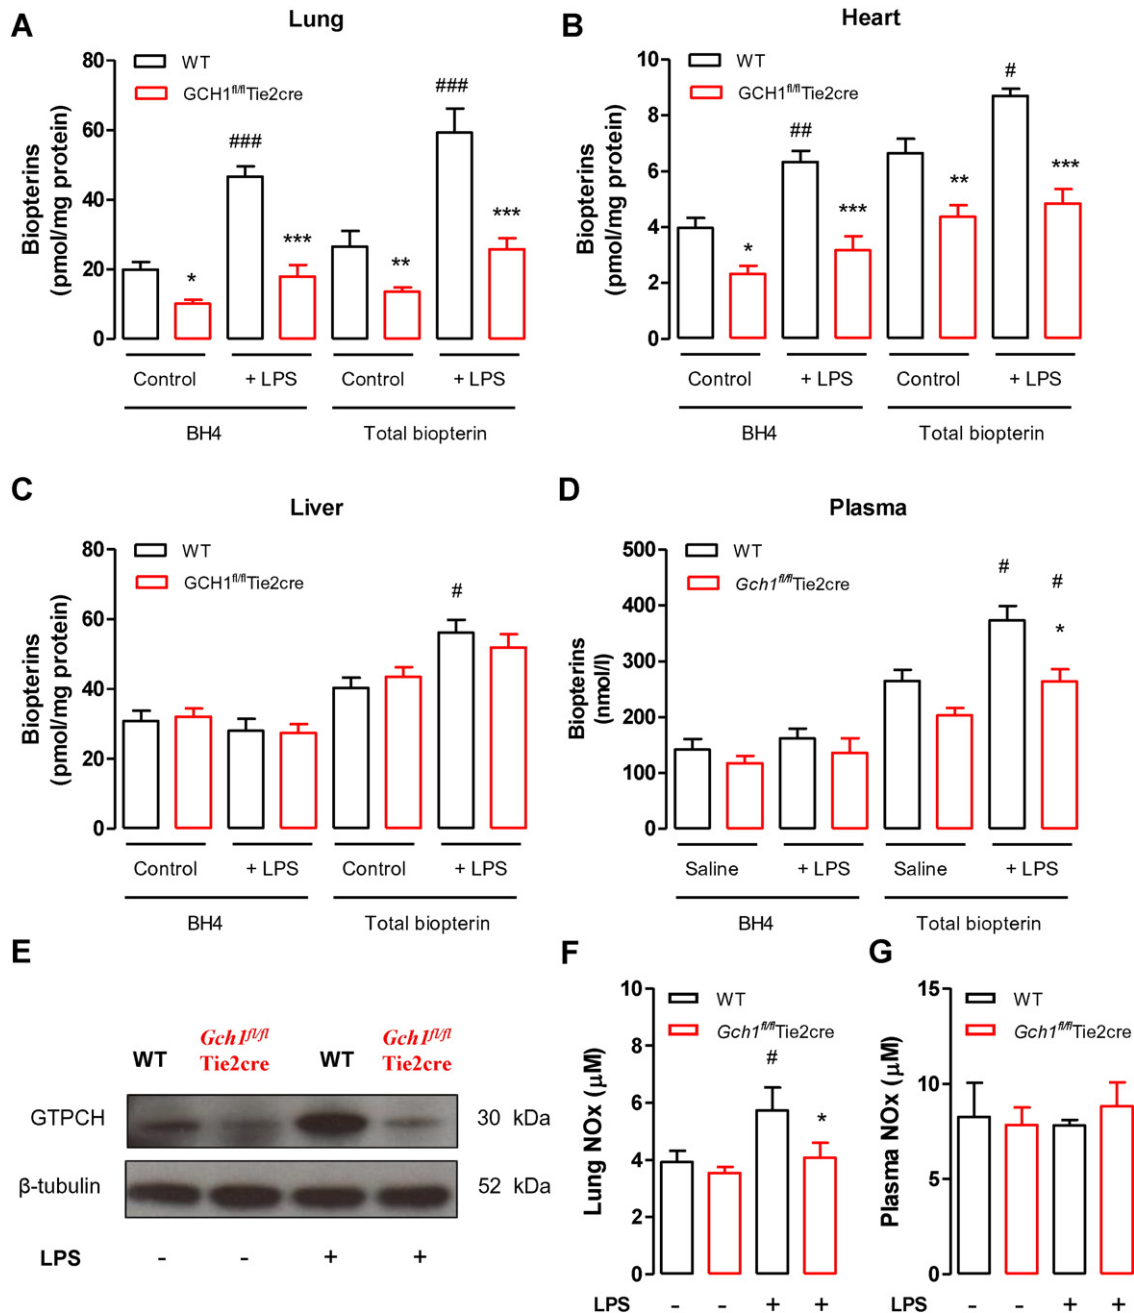 A
Lung
80
60
40
20
0
Biopterins
(pmol/mg protein)
WT
GCH1fl/flTie2cre
###
###
*
***
**
***
Control
+ LPS
Control
+ LPS
BH4
Total biopterin
B
Heart
10
8
6
4
2
0
Biopterins
(pmol/mg protein)
WT
GCH1fl/flTie2cre
#
##
*
***
**
***
Control
+ LPS
Control
+ LPS
BH4
Total biopterin
C
Liver
80
60
40
20
0
Biopterins
(pmol/mg protein)
WT
GCH1fl/flTie2cre
#
Control
+ LPS
Control
+ LPS
BH4
Total biopterin
D
Plasma
500
400
300
200
100
0
Biopterins
(nmol/l)
WT
Gch1fl/flTie2cre
#
#
*
Saline
+ LPS
Saline
+ LPS
BH4
Total biopterin
E
WT
Gch1fl/fl
Tie2cre
WT
Gch1fl/fl
Tie2cre
GTPCH
30 kDa
β-tubulin
52 kDa
LPS
-
-
+
+
F
10
8
6
4
2
0
Lung NOx (μM)
WT
Gch1fl/flTie2cre
#
*
LPS
-
-
+
+
G
15
10
5
0
Plasma NOx (μM)
WT
Gch1fl/flTie2cre
-
-
+
+